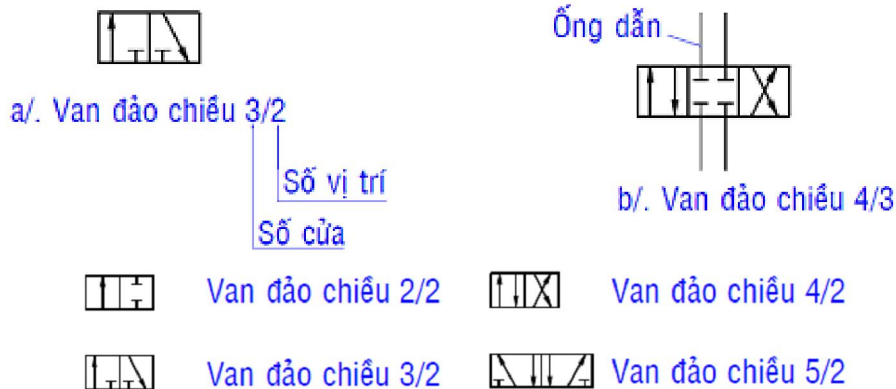 Ống dẫn
a/. Van đảo chiều 3/2
Số vị trí
Số cửa
b/. Van đảo chiều 4/3
Van đảo chiều 2/2
Van đảo chiều 4/2
Van đảo chiều 3/2
Van đảo chiều 5/2